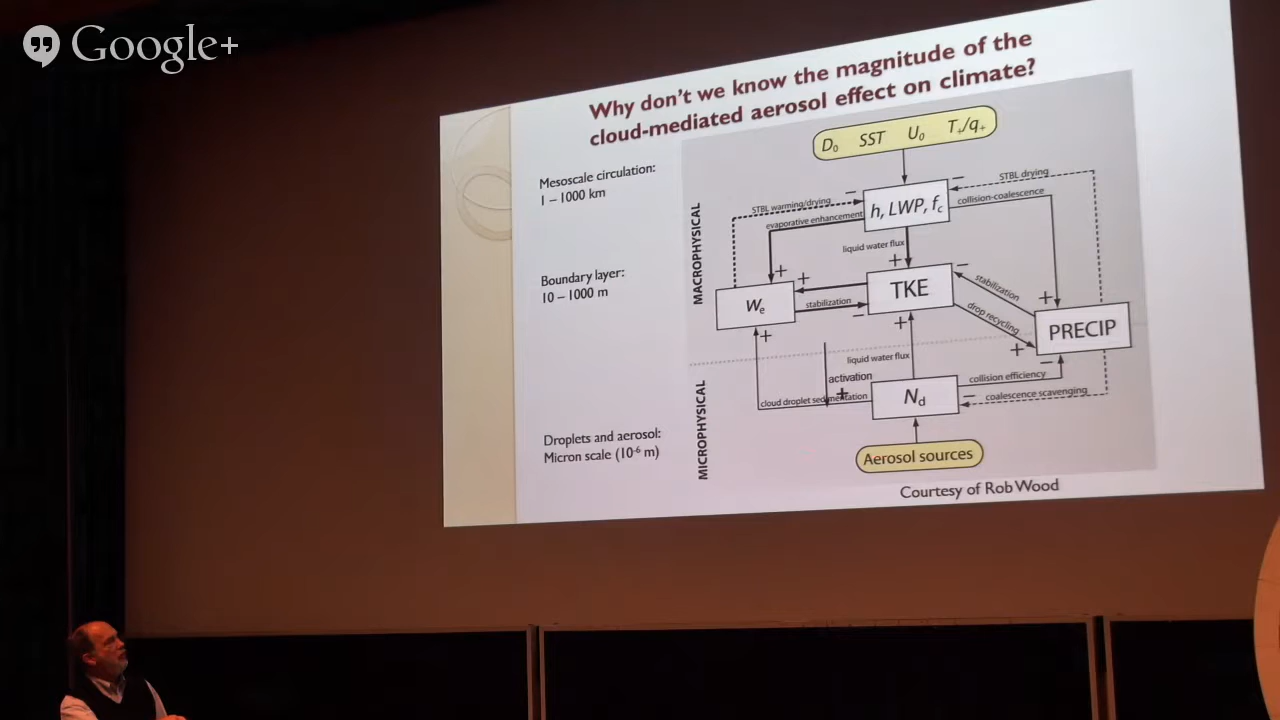 Google+
Why don't we know the magnitude of the
cloud-mediated aerosol effect on climate?
Mesoscale circulation:
1 – 1000 km
Boundary layer:
10 – 1000 m
Droplets and aerosol:
Micron scale (10⁻⁶ m)
MACROPHYSICAL
MICROPHYSICAL
D₀ SST U₀ T₊/q₊
STBL drying
STBL warming/drying
h, LWP, f꜀
collision-coalescence
evaporative enhancement
liquid water flux
wₑ
TKE
stabilization
stabilization
drop recycling
PRECIP
liquid water flux
activation
cloud droplet sedimentation
N_d
collision efficiency
coalescence scavenging
Aerosol sources
Courtesy of Rob Wood